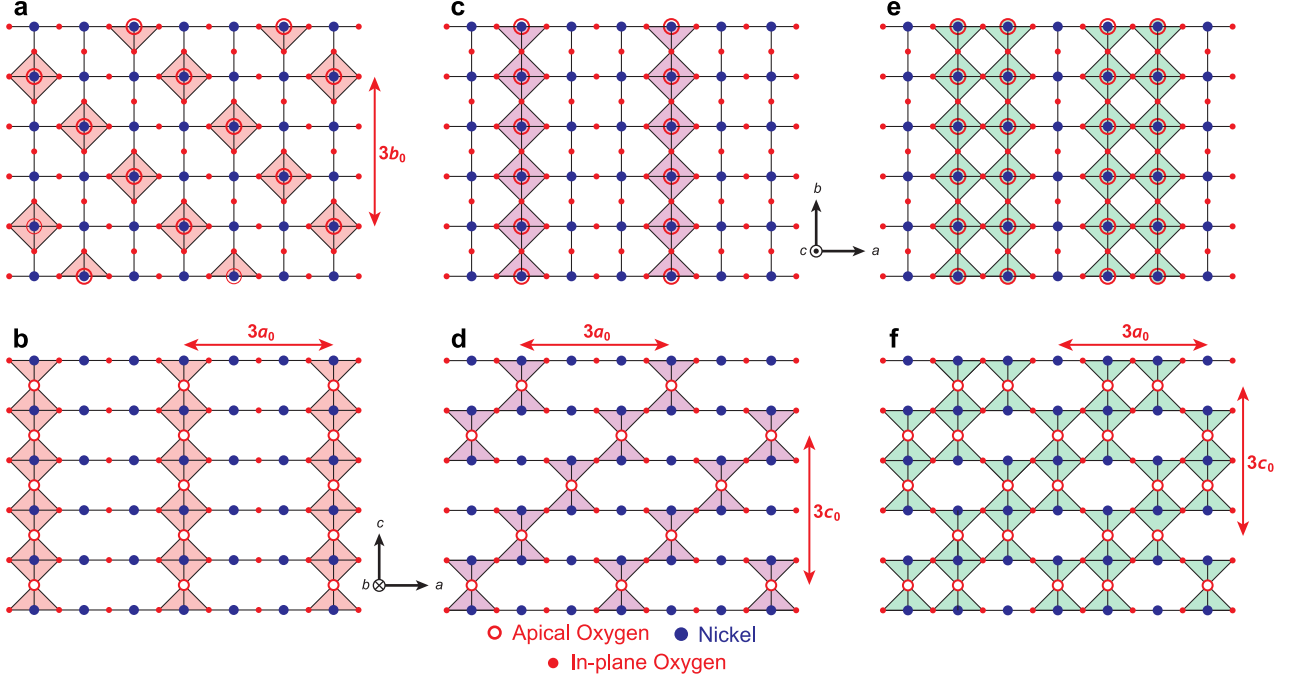 a
c
e
3b₀
b
c
a
b
3a₀
d
3a₀
f
3a₀
3c₀
3c₀
c
b
a
Apical Oxygen
Nickel
In-plane Oxygen